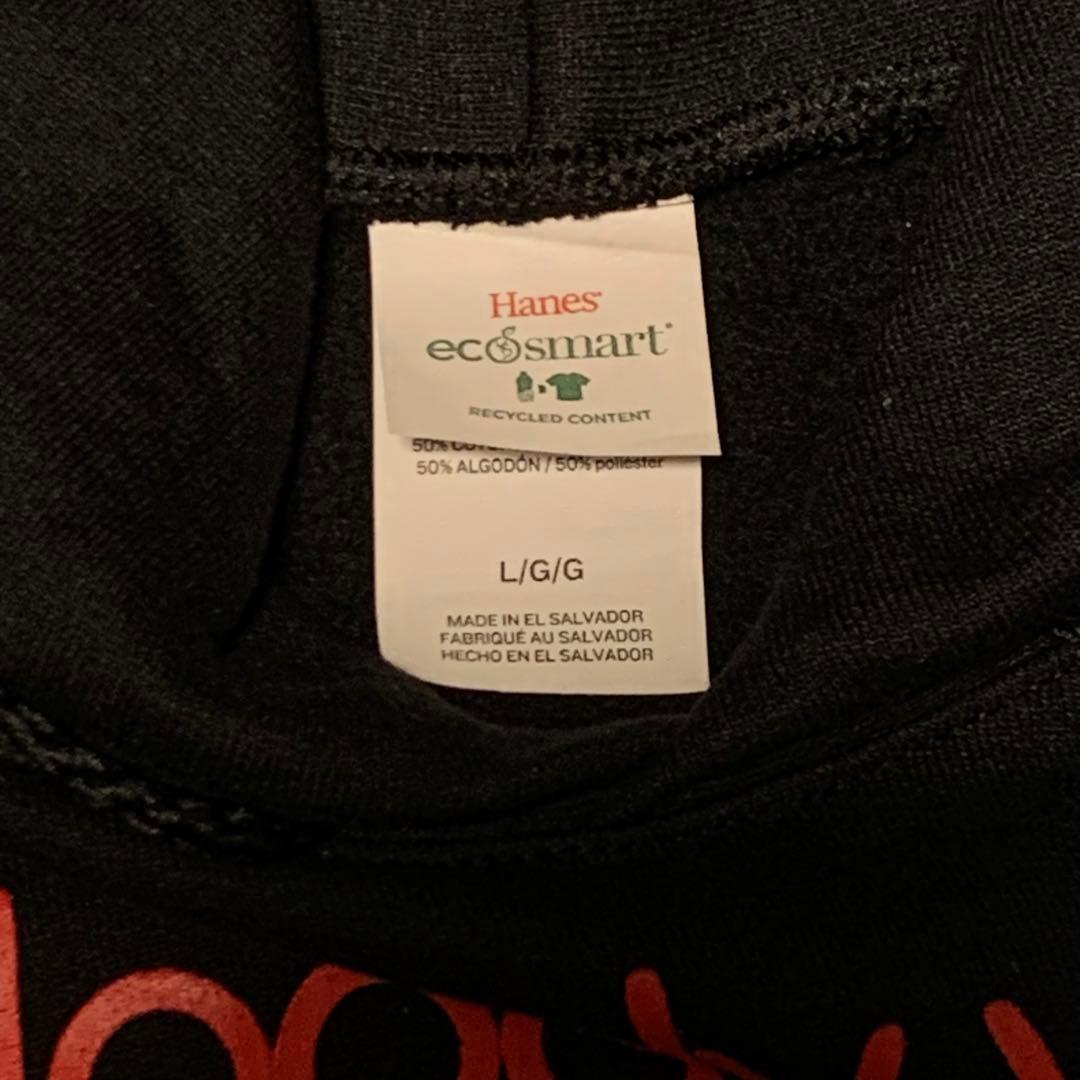 Hanes
ecosmart
RECYCLED CONTENT
50%
50% ALGODÓN / 50% poliéster
L/G/G
MADE IN EL SALVADOR
FABRIQUÉ AU SALVADOR
HECHO EN EL SALVADOR